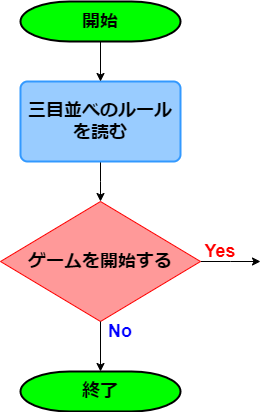 開始
三目並べのルール
を読む
ゲームを開始する
Yes
No
終了